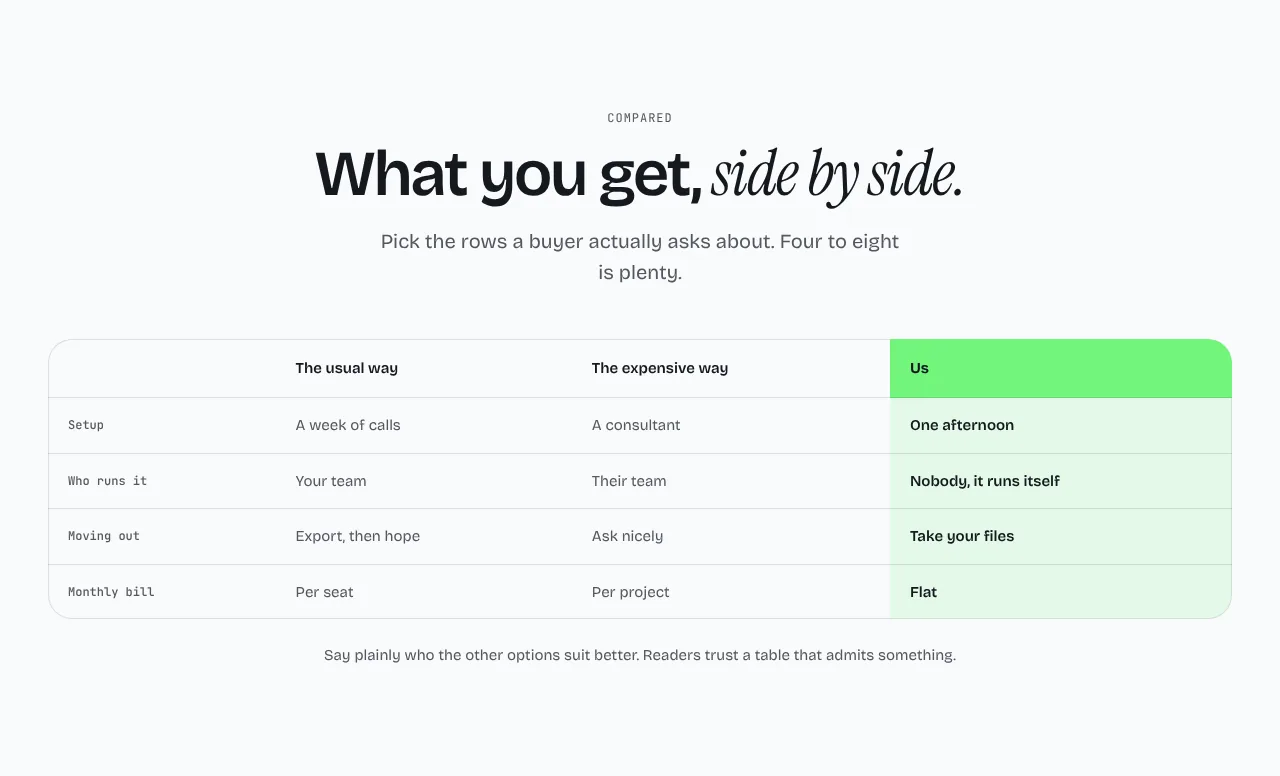 COMPARED
What you get, side by side.
Pick the rows a buyer actually asks about. Four to eight
is plenty.
The usual way The expensive way Us
Setup A week of calls A consultant One afternoon
Who runs it Your team Their team Nobody, it runs itself
Moving out Export, then hope Ask nicely Take your files
Monthly bill Per seat Per project Flat
Say plainly who the other options suit better. Readers trust a table that admits something.